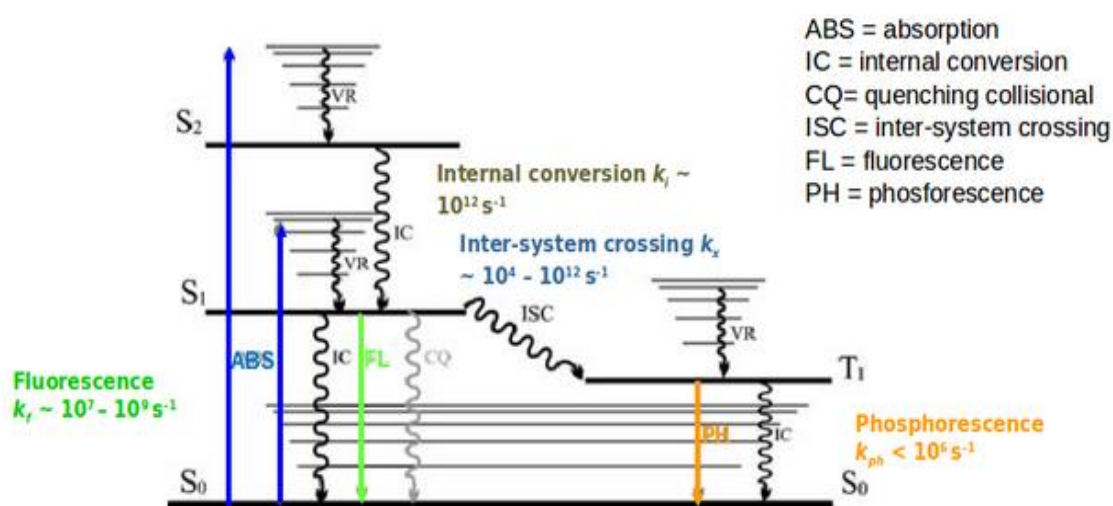 ABS = absorption
IC = internal conversion
CQ= quenching collisional
ISC = inter-system crossing
FL = fluorescence
PH = phosforescence
VR
S₂
Internal conversion kᵢ ~
10¹² s⁻¹
IC
Inter-system crossing kₓ
~ 10⁴ – 10¹² s⁻¹
VR
S₁
ISC
VR
ABS
IC
FL
CQ
T₁
Fluorescence
k_f ~ 10⁷ – 10⁹ s⁻¹
PH
IC
Phosphorescence
k_ph < 10⁶ s⁻¹
S₀
S₀